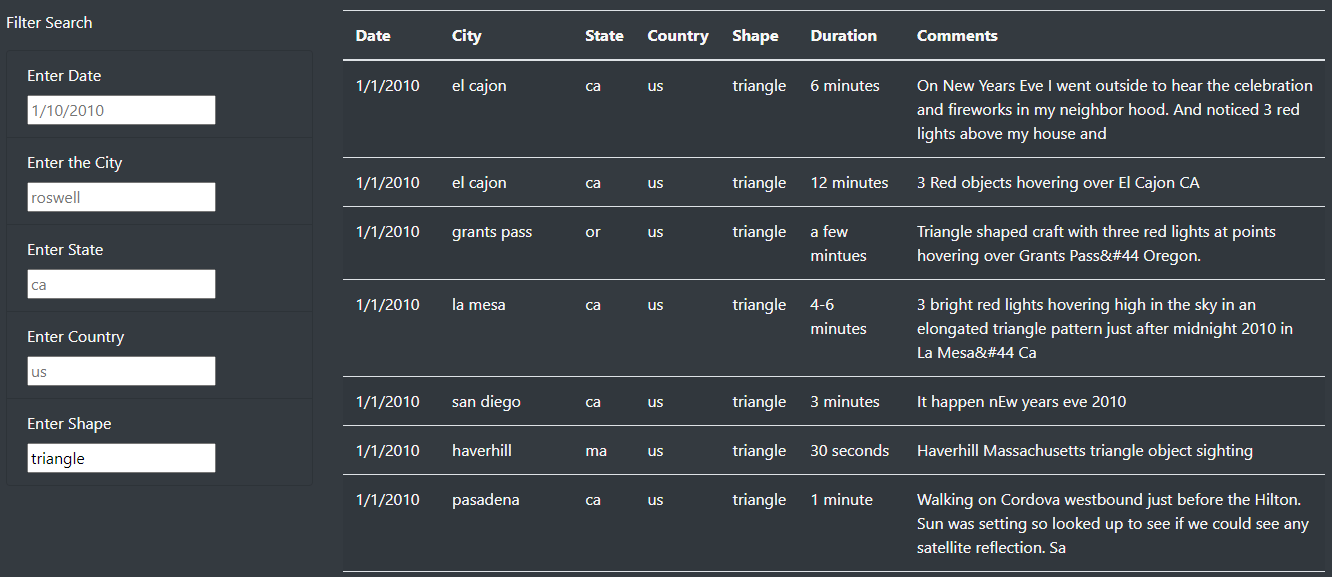 Filter Search
Enter Date
1/10/2010
Enter the City
roswell
Enter State
ca
Enter Country
us
Enter Shape
triangle
Date City State Country Shape Duration Comments
1/1/2010 el cajon ca us triangle 6 minutes On New Years Eve I went outside to hear the celebration
and fireworks in my neighbor hood. And noticed 3 red
lights above my house and
1/1/2010 el cajon ca us triangle 12 minutes 3 Red objects hovering over El Cajon CA
1/1/2010 grants pass or us triangle a few Triangle shaped craft with three red lights at points
mintues hovering over Grants Pass&#44 Oregon.
1/1/2010 la mesa ca us triangle 4-6 3 bright red lights hovering high in the sky in an
minutes elongated triangle pattern just after midnight 2010 in
La Mesa&#44 Ca
1/1/2010 san diego ca us triangle 3 minutes It happen nEw years eve 2010
1/1/2010 haverhill ma us triangle 30 seconds Haverhill Massachusetts triangle object sighting
1/1/2010 pasadena ca us triangle 1 minute Walking on Cordova westbound just before the Hilton.
Sun was setting so looked up to see if we could see any
satellite reflection. Sa